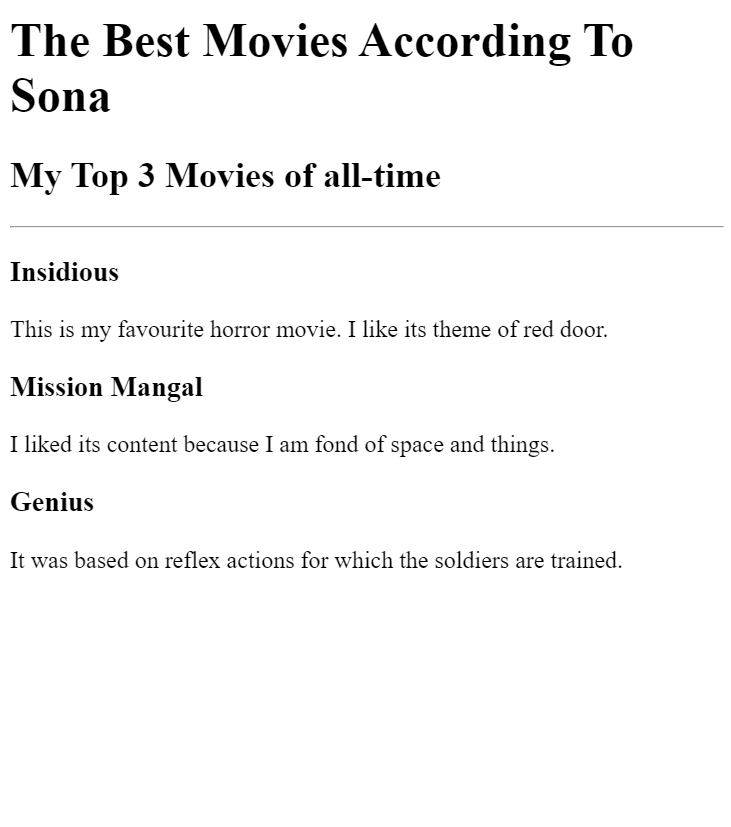 The Best Movies According To
Sona
My Top 3 Movies of all-time
Insidious
This is my favourite horror movie. I like its theme of red door.
Mission Mangal
I liked its content because I am fond of space and things.
Genius
It was based on reflex actions for which the soldiers are trained.